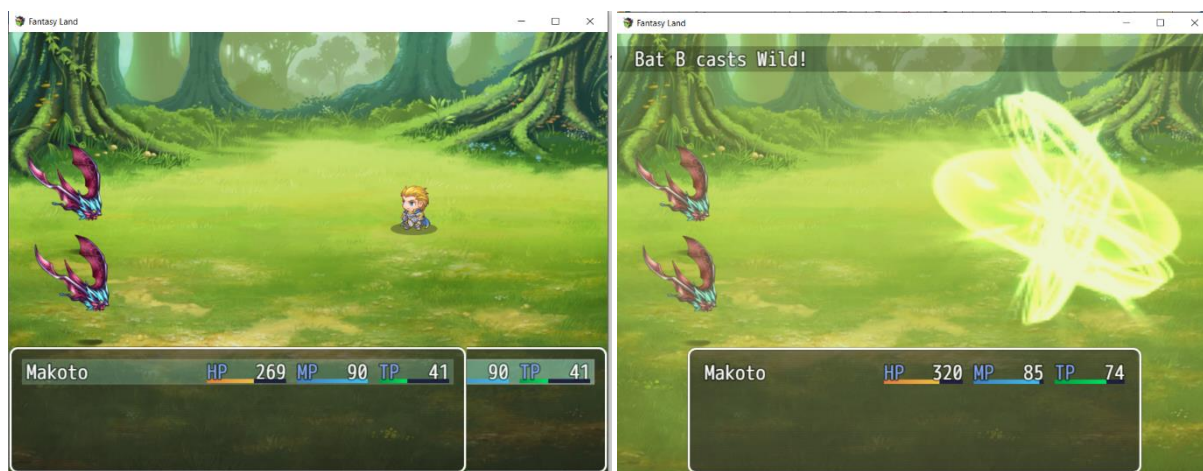 Fantasy Land
Makoto HP 269 MP 90 TP 41 90 TP 41
Fantasy Land
Bat B casts Wild!
Makoto HP 320 MP 85 TP 74